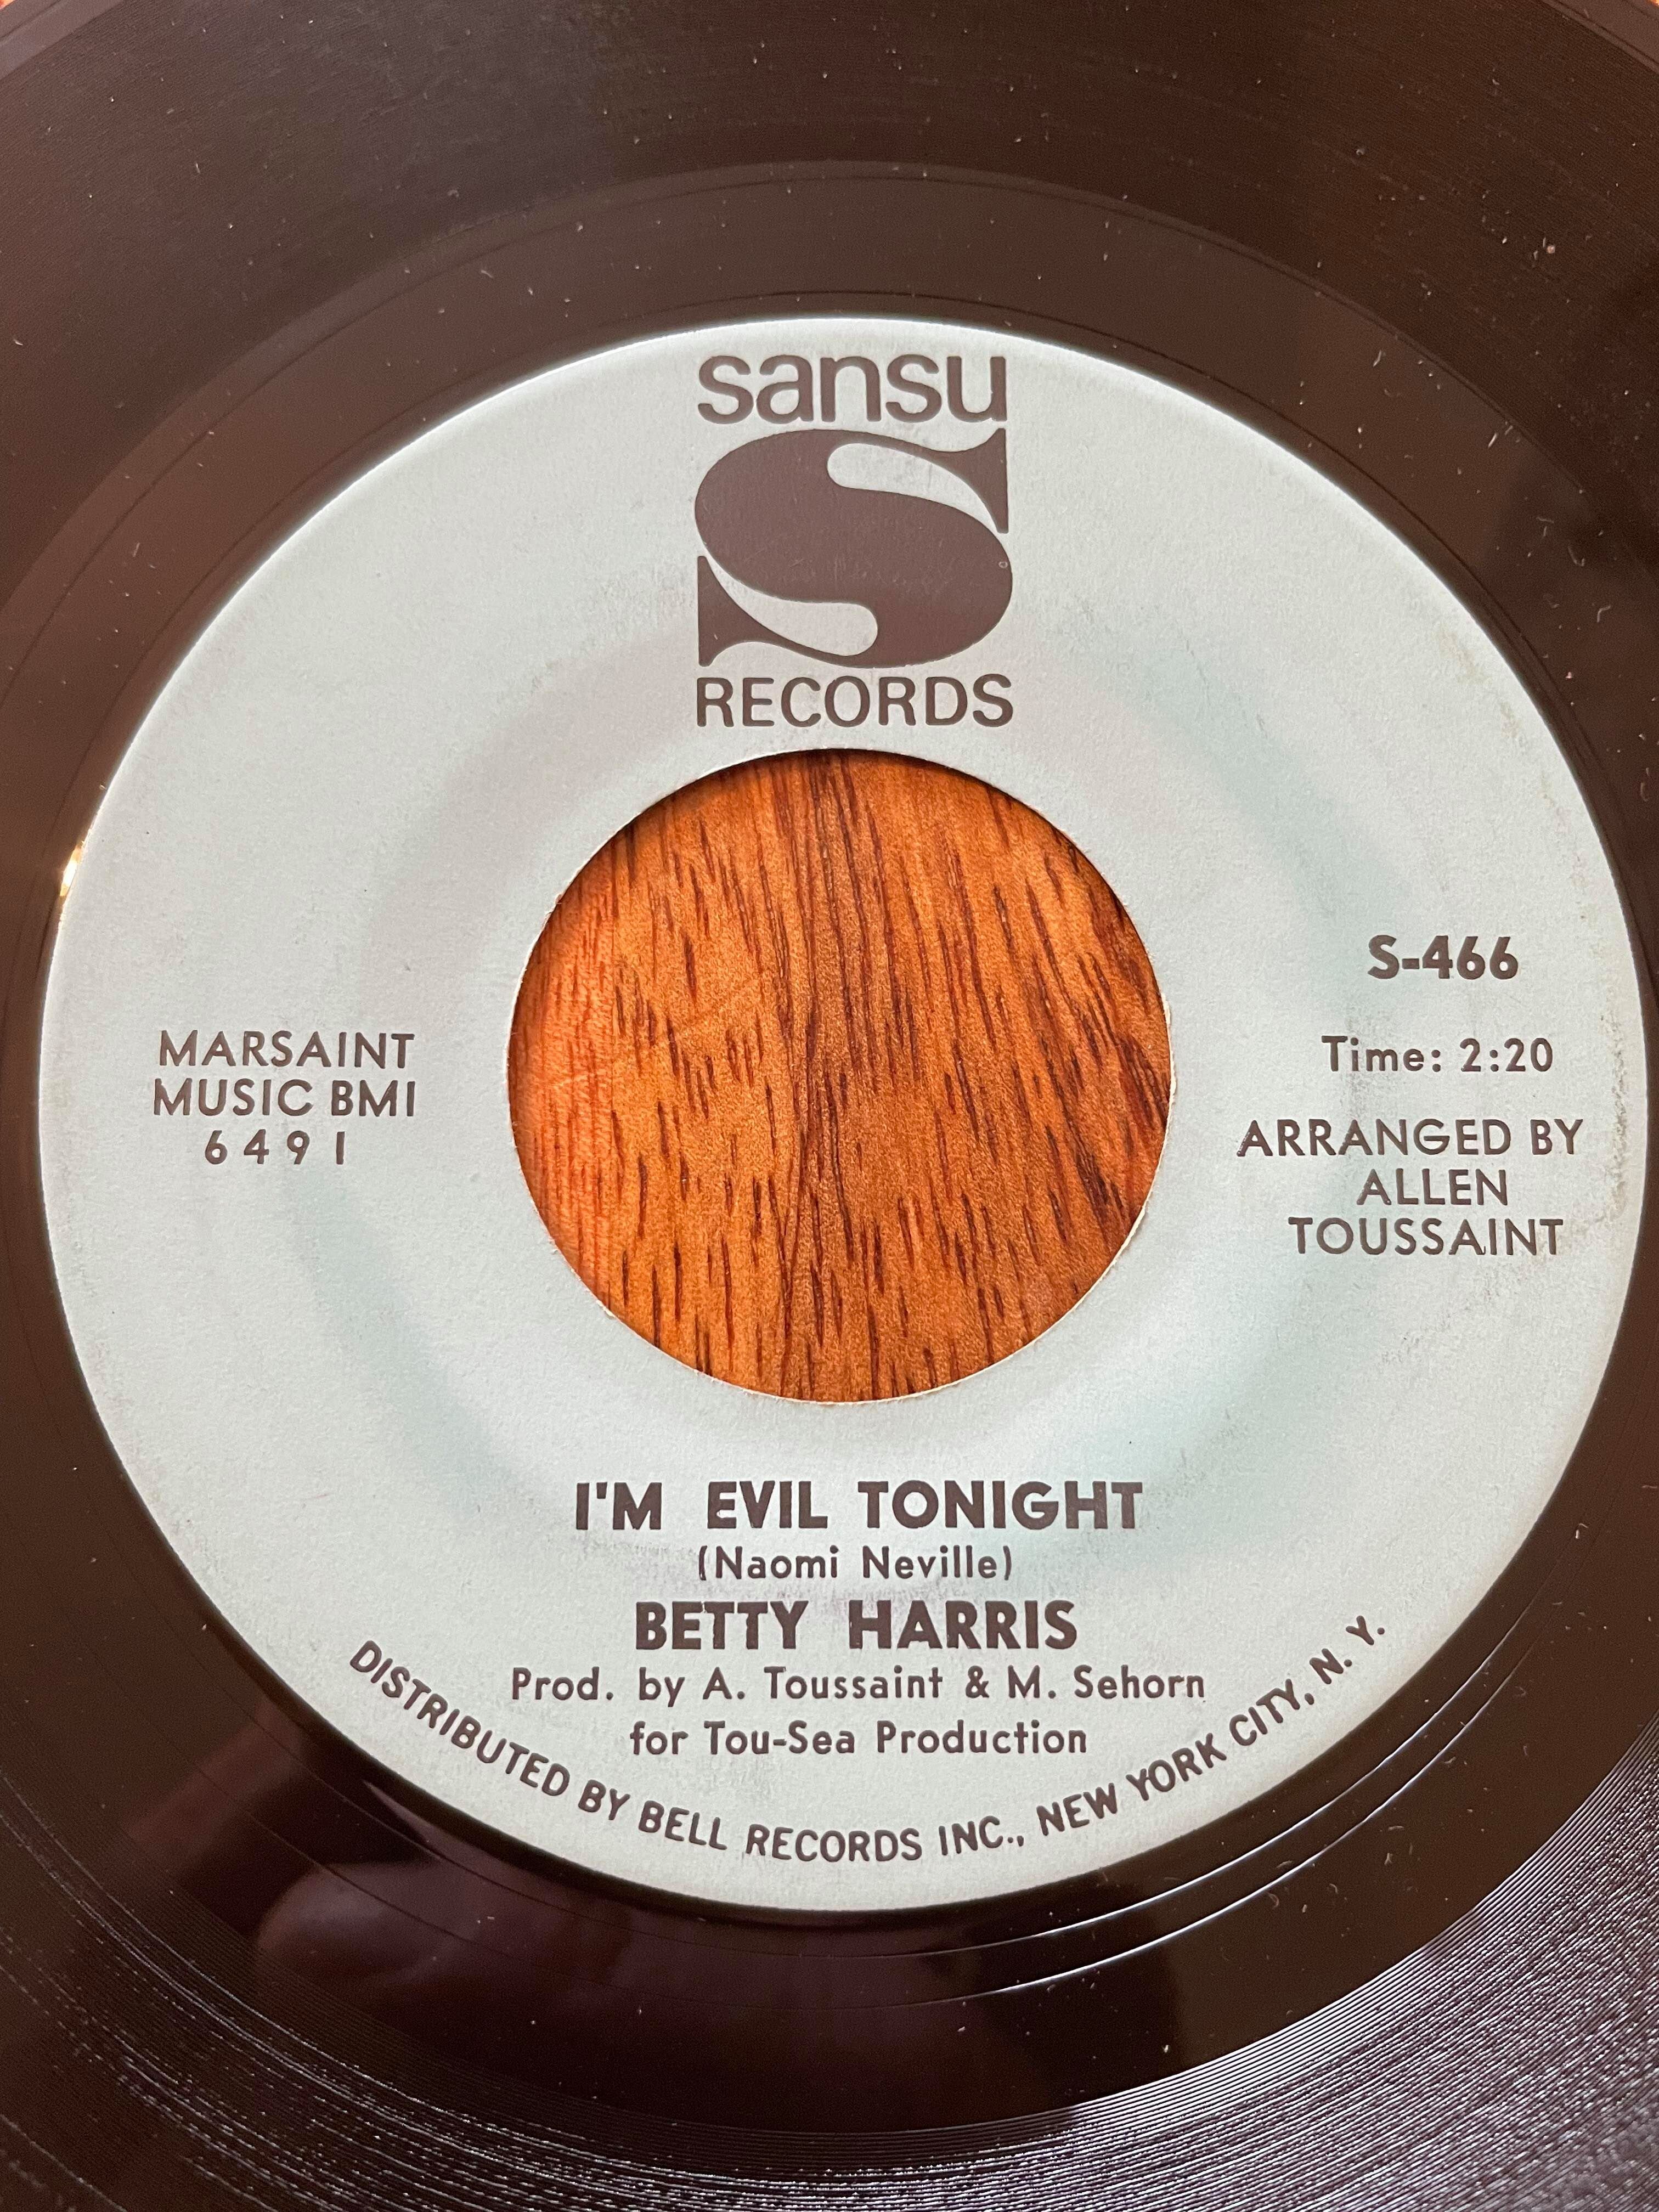 sansu
S
RECORDS
MARSAINT
MUSIC BMI
6491
S-466
Time: 2:20
ARRANGED BY
ALLEN
TOUSSAINT
I'M EVIL TONIGHT
(Naomi Neville)
BETTY HARRIS
Prod. by A. Toussaint & M. Sehorn
for Tou-Sea Production
DISTRIBUTED BY BELL RECORDS INC., NEW YORK CITY, N. Y.